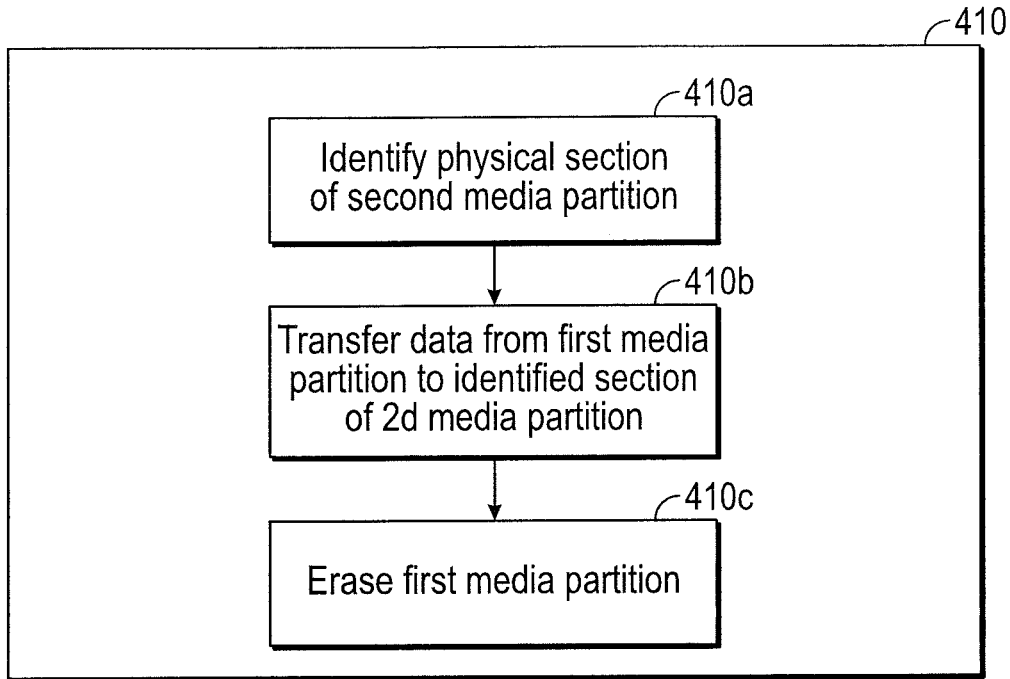 410
410a
Identify physical section
of second media partition
410b
Transfer data from first media
partition to identified section
of 2d media partition
410c
Erase first media partition